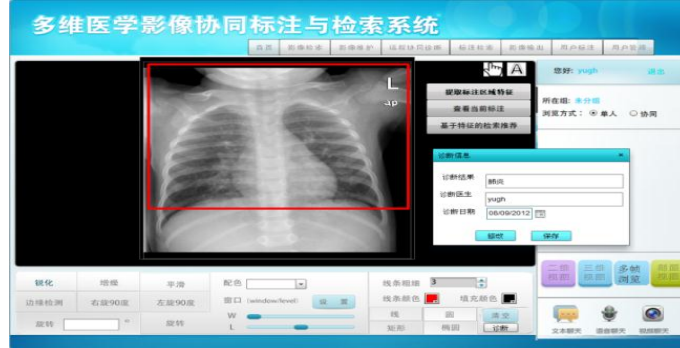 多维医学影像协同标注与检索系统
首页 影像检索 影像维护 远程协同诊断 标注检索 影像输出 用户标注 用户管理
A
您好: yugh 退出
L
AP
提取标注区域特征
查看当前标注
基于特征的检索推荐
所在组: 未分组
浏览方式: 单人 协同
诊断信息 ×
诊断结果 肺炎
诊断医生 yugh
诊断日期 08/09/2012
修改 保存
二维 三维 多帧浏览
锐化 增噪 平滑 配色 线条粗细 3
边缘检测 右旋90度 左旋90度 窗口 (window/level) 设置 线条颜色 填充颜色
旋转 ° 旋转 W 线 圆 清空
L 矩形 椭圆 诊断
文本聊天 语音聊天 视频聊天